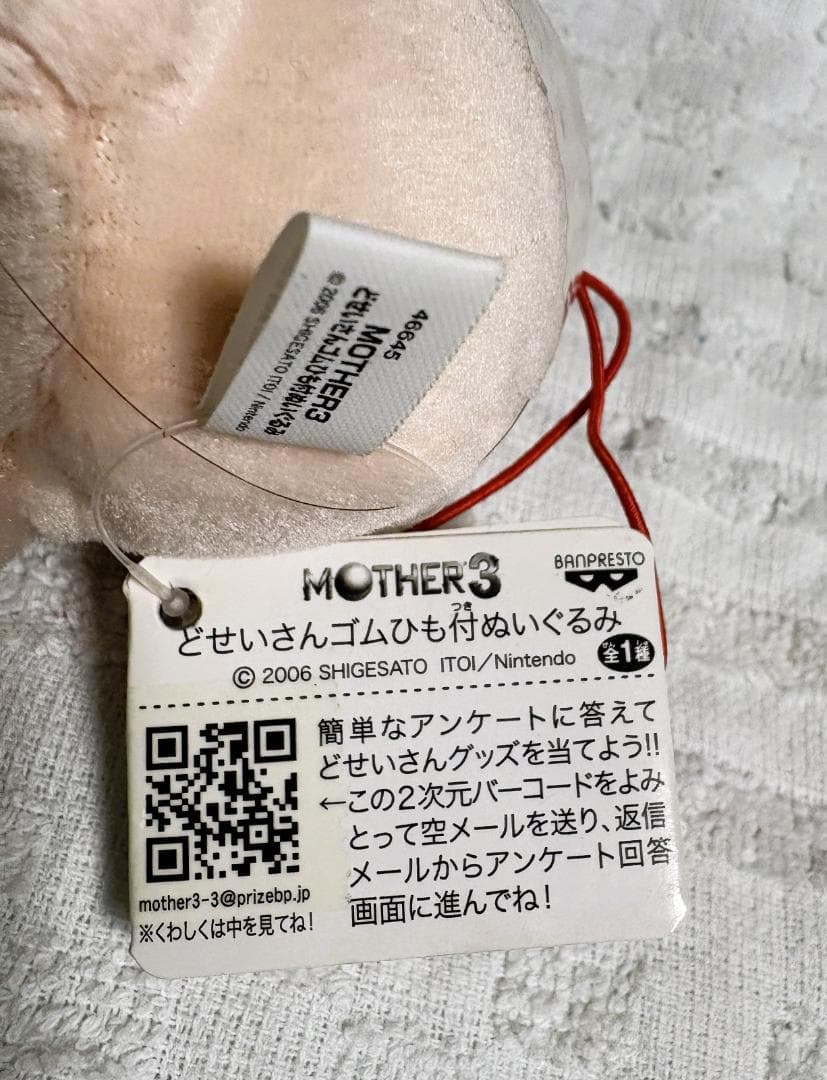 46645
MOTHER3
どせいさんゴムひも付ぬいぐるみ
© 2006 SHIGESATO ITOI / Nintendo
MOTHER3
BANPRESTO
つき
どせいさんゴムひも付ぬいぐるみ
© 2006 SHIGESATO ITOI/Nintendo
ぜん しゅ
全1種
簡単なアンケートに答えて
どせいさんグッズを当てよう!!
←この2次元バーコードをよみ
とって空メールを送り、返信
メールからアンケート回答
画面に進んでね!
mother3-3@prizebp.jp
※くわしくは中を見てね!